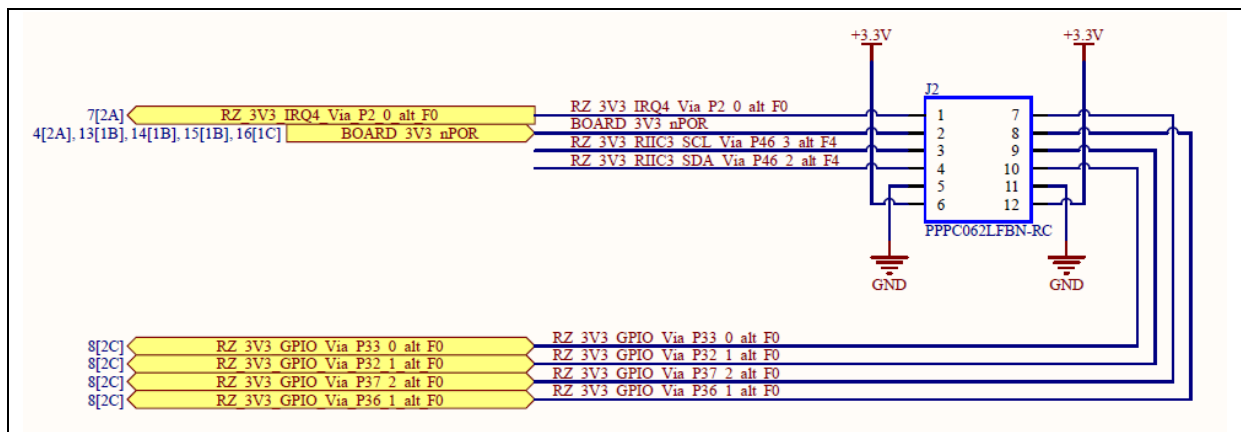 +3.3V +3.3V
J2
7[2A] RZ_3V3_IRQ4_Via_P2_0_alt_F0 RZ_3V3_IRQ4_Via_P2_0_alt_F0 1 7
4[2A], 13[1B], 14[1B], 15[1B], 16[1C] BOARD_3V3_nPOR BOARD_3V3_nPOR 2 8
RZ_3V3_RIIC3_SCL_Via_P46_3_alt_F4 3 9
RZ_3V3_RIIC3_SDA_Via_P46_2_alt_F4 4 10
5 11
6 12
PPPC062LFBN-RC
GND GND
8[2C] RZ_3V3_GPIO_Via_P33_0_alt_F0 RZ_3V3_GPIO_Via_P33_0_alt_F0
8[2C] RZ_3V3_GPIO_Via_P32_1_alt_F0 RZ_3V3_GPIO_Via_P32_1_alt_F0
8[2C] RZ_3V3_GPIO_Via_P37_2_alt_F0 RZ_3V3_GPIO_Via_P37_2_alt_F0
8[2C] RZ_3V3_GPIO_Via_P36_1_alt_F0 RZ_3V3_GPIO_Via_P36_1_alt_F0